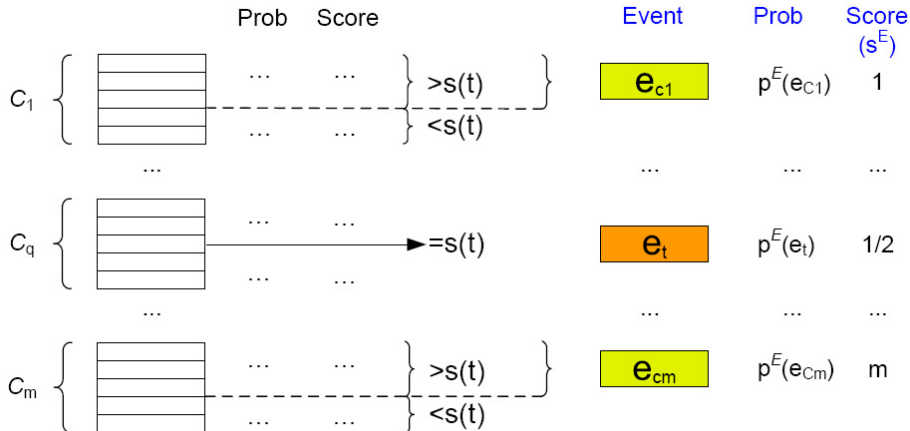 Prob Score Event Prob Score
(s^E)
... ... >s(t) e_c1 p^E(e_C1) 1
C_1
... ... <s(t)
... ... ... ...
... ...
C_q =s(t) e_t p^E(e_t) 1/2
... ...
... ... ... ...
... ... >s(t) e_cm p^E(e_Cm) m
C_m
... ... <s(t)